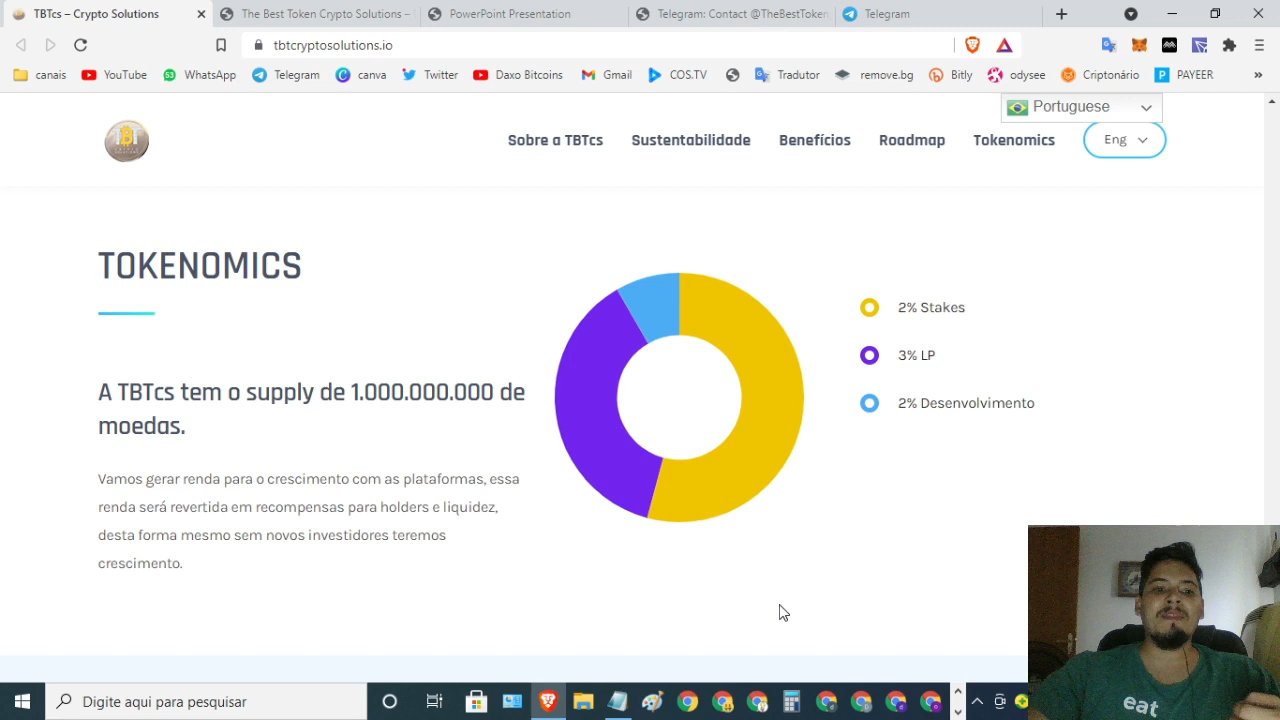 TBTcs – Crypto Solutions
The Best Token Crypto Solutions –
PowerPoint Presentation
Telegram: Contact @TheBestToken
Telegram
tbtcryptosolutions.io
canais
YouTube
WhatsApp
Telegram
canva
Twitter
Daxo Bitcoins
Gmail
COS.TV
Tradutor
remove.bg
Bitly
odysee
Criptonário
PAYEER
Portuguese
Sobre a TBTcs
Sustentabilidade
Benefícios
Roadmap
Tokenomics
Eng
TOKENOMICS
A TBTcs tem o supply de 1.000.000.000 de
moedas.
Vamos gerar renda para o crescimento com as plataformas, essa
renda será revertida em recompensas para holders e liquidez,
desta forma mesmo sem novos investidores teremos
crescimento.
2% Stakes
3% LP
2% Desenvolvimento
eat
Digite aqui para pesquisar